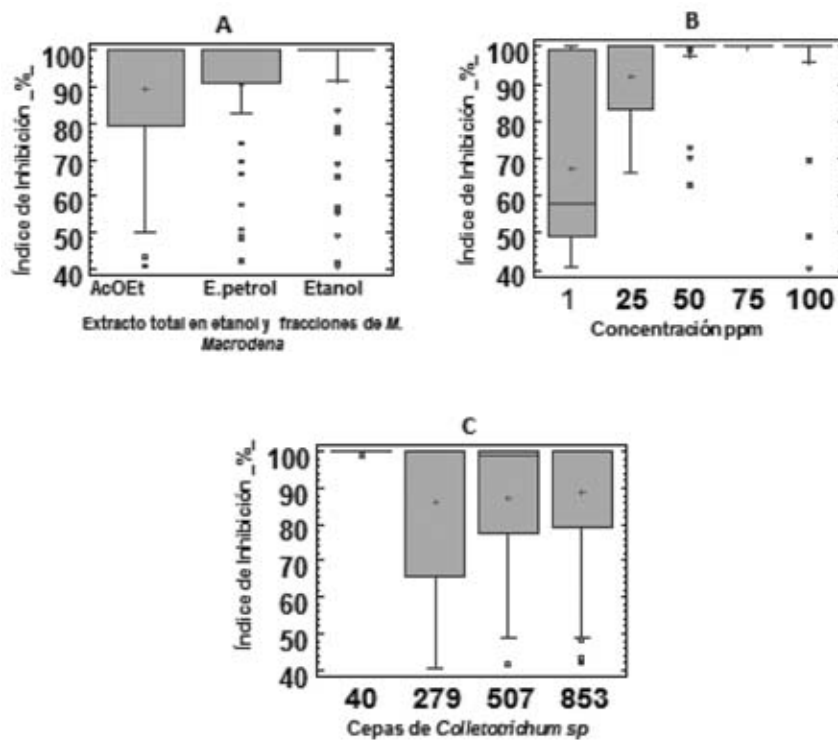 A
Índice de Inhibición _%_
100
90
80
70
60
50
40
AcOEt E.petrol Etanol
Extracto total en etanol y fracciones de M.
Macrodena
B
Índice de Inhibición _%_
100
90
80
70
60
50
40
1 25 50 75 100
Concentración ppm
C
Índice de Inhibición _%_
100
90
80
70
60
50
40
40 279 507 853
Cepas de Colletotrichum sp